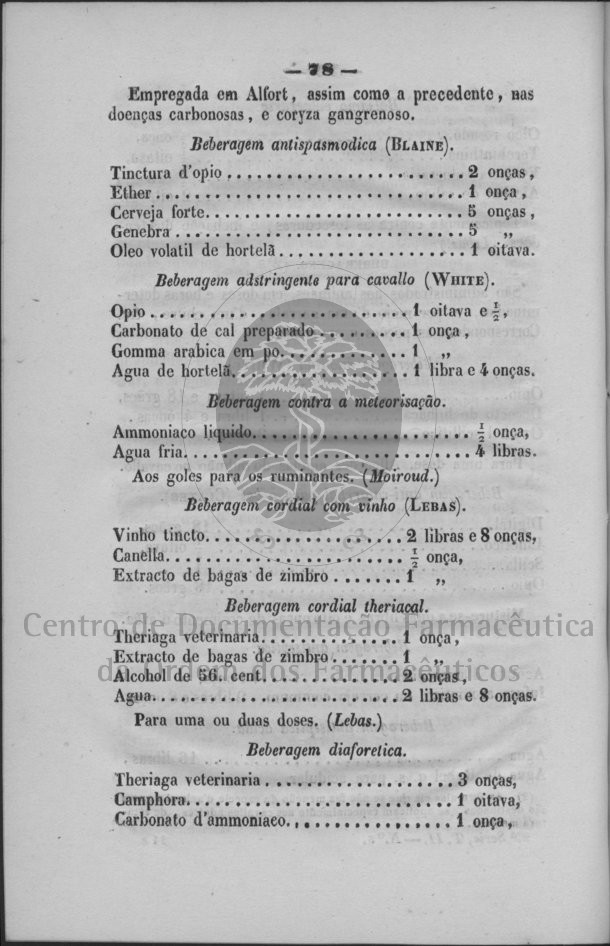 — 78 —
Empregada em Alfort, assim como a precedente, nas
doenças carbonosas, e coryza gangrenoso.
Beberagem antispasmodica (BLAINE).
Tinctura d'opio ........................ 2 onças,
Ether ................................ 1 onça,
Cerveja forte.......................... 5 onças,
Genebra .............................. 5 „
Oleo volatil de hortelã................... 1 oitava.
Beberagem adstringente para cavallo (WHITE).
Opio .......................... 1 oitava e ½,
Carbonato de cal preparado ......... 1 onça,
Gomma arabica em po............. 1 „
Agua de hortelã.................. 1 libra e 4 onças.
Beberagem contra a meteorisação.
Ammoniaco liquido...................... ½ onça,
Agua fria............................. 4 libras.
Aos goles para os ruminantes. (Moiroud.)
Beberagem cordial com vinho (LEBAS).
Vinho tincto.................... 2 libras e 8 onças,
Canella........................ ½ onça,
Extracto de bagas de zimbro ....... 1 „
Beberagem cordial theriacal.
Centro de Documentação Farmacêutica
Theriaga veterinaria.............. 1 onça,
Extracto de bagas de zimbro....... 1 „
da Ordem dos Farmacêuticos
Alcohol de 56. cent.............. 2 onças,
Agua......................... 2 libras e 8 onças.
Para uma ou duas doses. (Lebas.)
Beberagem diaforetica.
Theriaga veterinaria ................... 3 onças,
Camphora........................... 1 oitava,
Carbonato d'ammoniaco................. 1 onça,